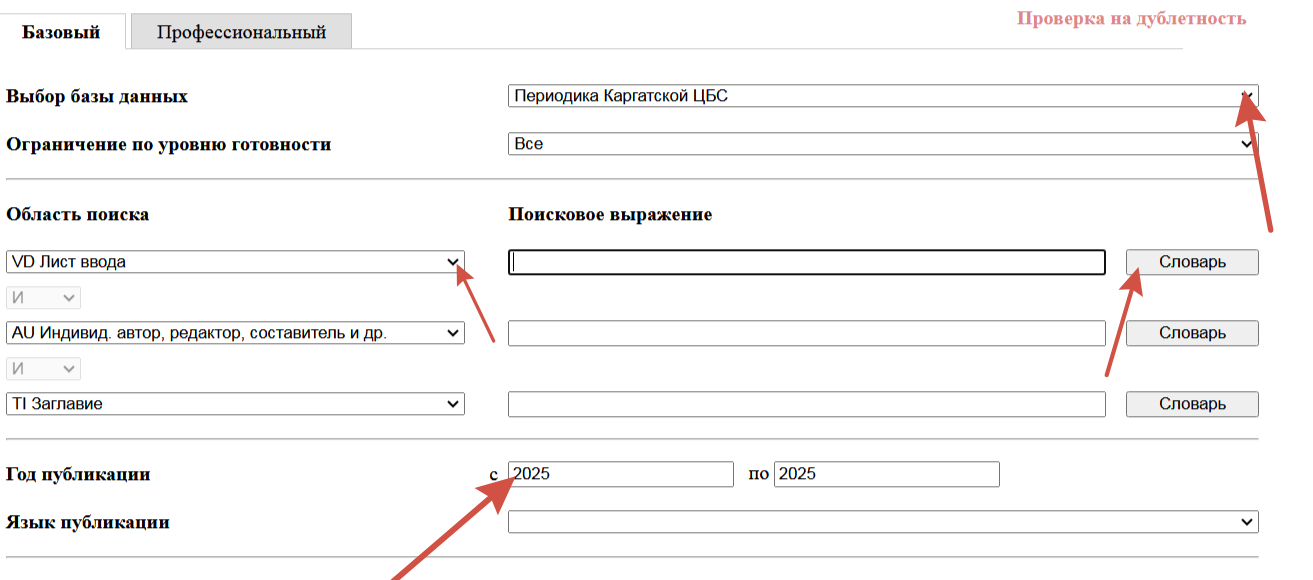 Проверка на дублетность
Базовый Профессиональный
Выбор базы данных Периодика Каргатской ЦБС
Ограничение по уровню готовности Все
Область поиска Поисковое выражение
VD Лист ввода Словарь
И
AU Индивид. автор, редактор, составитель и др. Словарь
И
TI Заглавие Словарь
Год публикации с 2025 по 2025
Язык публикации